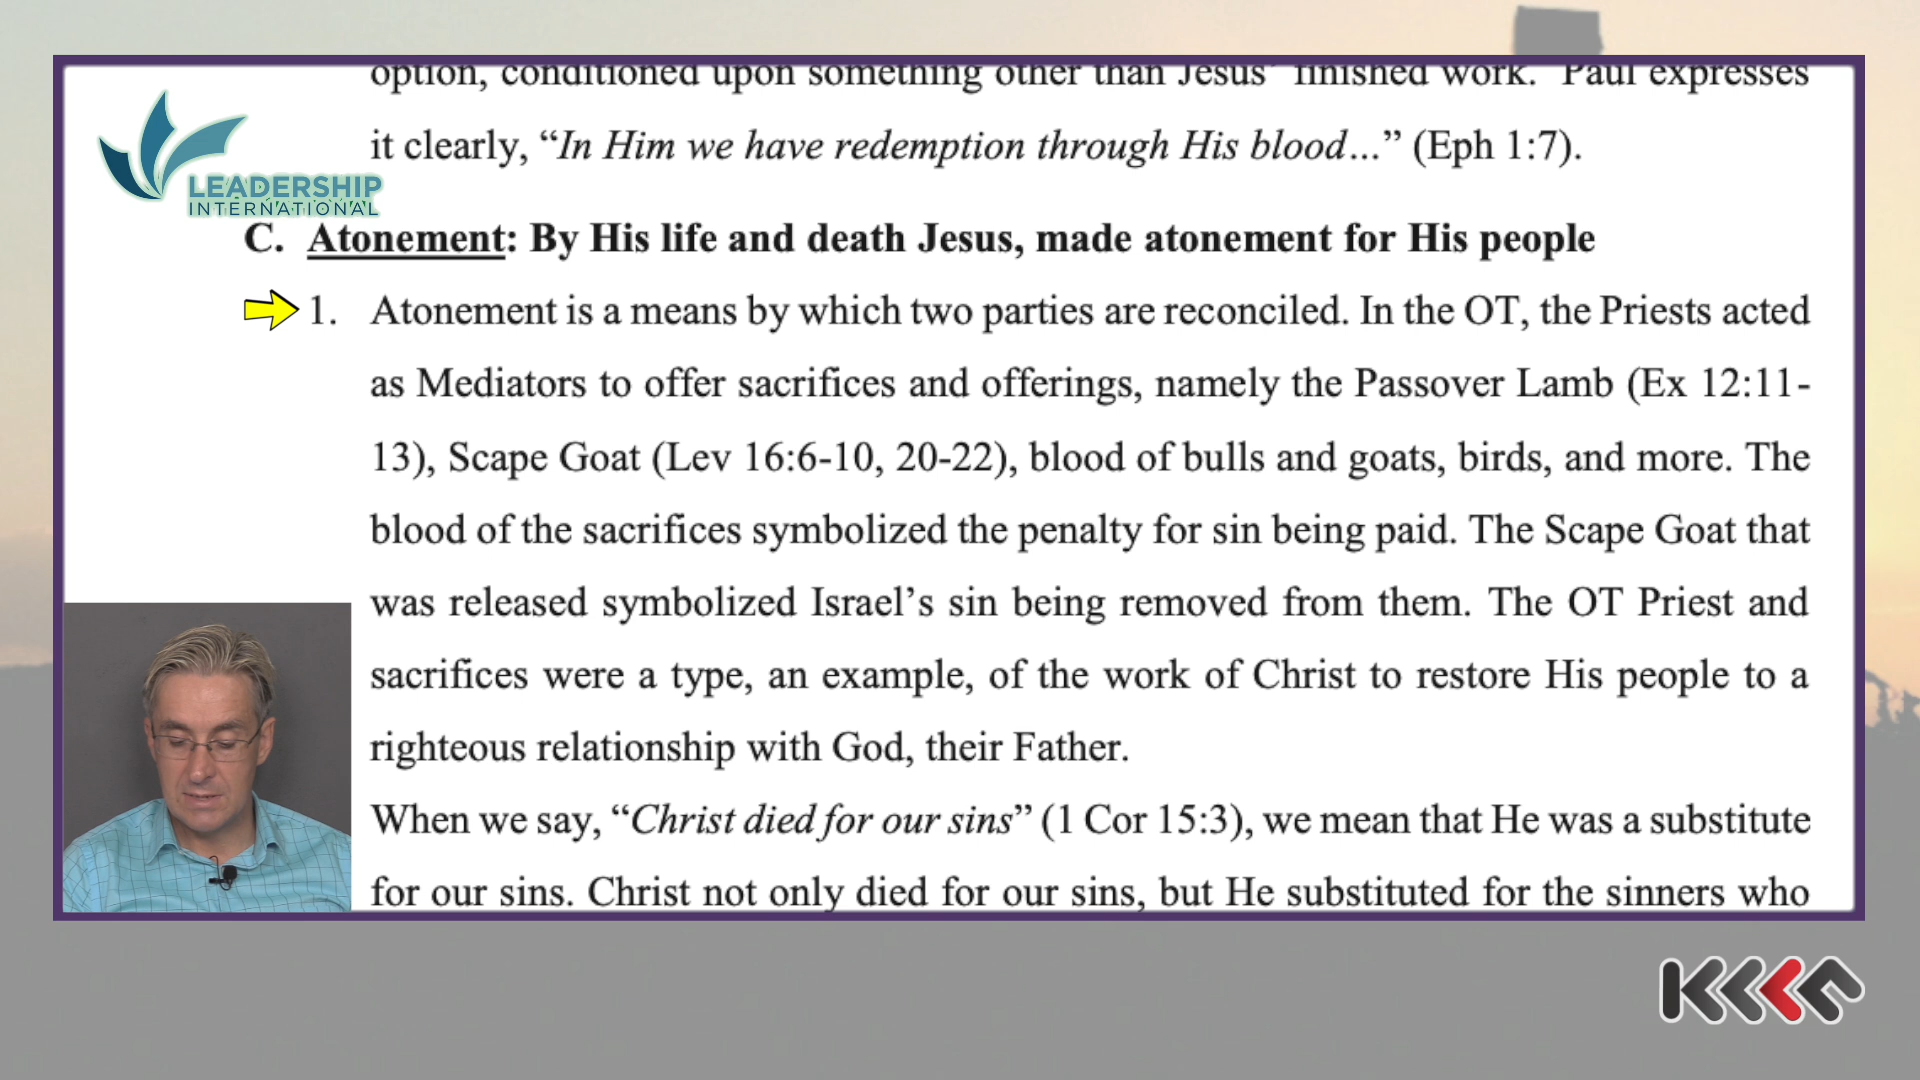 option, conditioned upon something other than Jesus' finished work. Paul expresses
it clearly, “In Him we have redemption through His blood...” (Eph 1:7).
LEADERSHIP
INTERNATIONAL
C. Atonement: By His life and death Jesus, made atonement for His people
1. Atonement is a means by which two parties are reconciled. In the OT, the Priests acted
as Mediators to offer sacrifices and offerings, namely the Passover Lamb (Ex 12:11-
13), Scape Goat (Lev 16:6-10, 20-22), blood of bulls and goats, birds, and more. The
blood of the sacrifices symbolized the penalty for sin being paid. The Scape Goat that
was released symbolized Israel’s sin being removed from them. The OT Priest and
sacrifices were a type, an example, of the work of Christ to restore His people to a
righteous relationship with God, their Father.
When we say, “Christ died for our sins” (1 Cor 15:3), we mean that He was a substitute
for our sins. Christ not only died for our sins, but He substituted for the sinners who